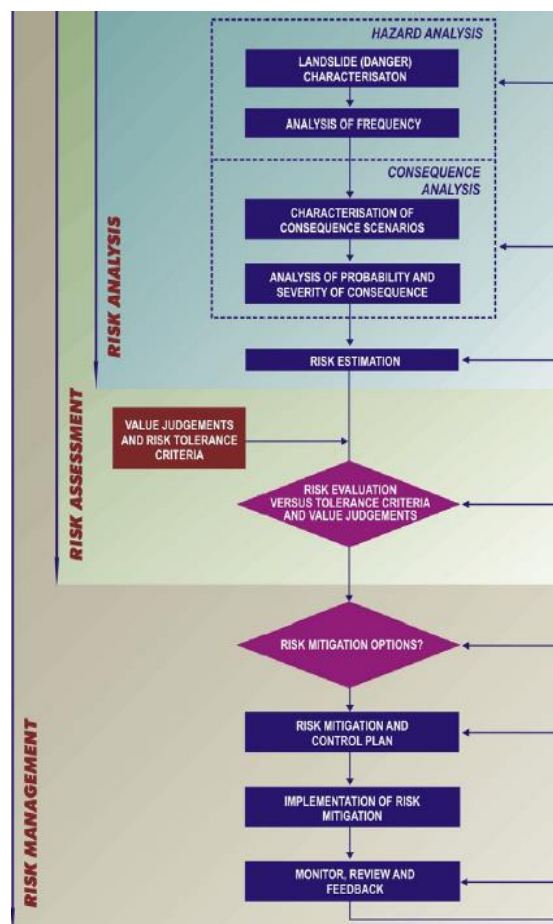 HAZARD ANALYSIS
LANDSLIDE (DANGER)
CHARACTERISATON
ANALYSIS OF FREQUENCY
CONSEQUENCE
ANALYSIS
CHARACTERISATION OF
CONSEQUENCE SCENARIOS
ANALYSIS OF PROBABILITY AND
SEVERITY OF CONSEQUENCE
RISK ANALYSIS
RISK ESTIMATION
VALUE JUDGEMENTS
AND RISK TOLERANCE
CRITERIA
RISK ASSESSMENT
RISK EVALUATION
VERSUS TOLERANCE CRITERIA
AND VALUE JUDGEMENTS
RISK MITIGATION OPTIONS?
RISK MITIGATION AND
CONTROL PLAN
IMPLEMENTATION OF RISK
MITIGATION
MONITOR, REVIEW AND
FEEDBACK
RISK MANAGEMENT